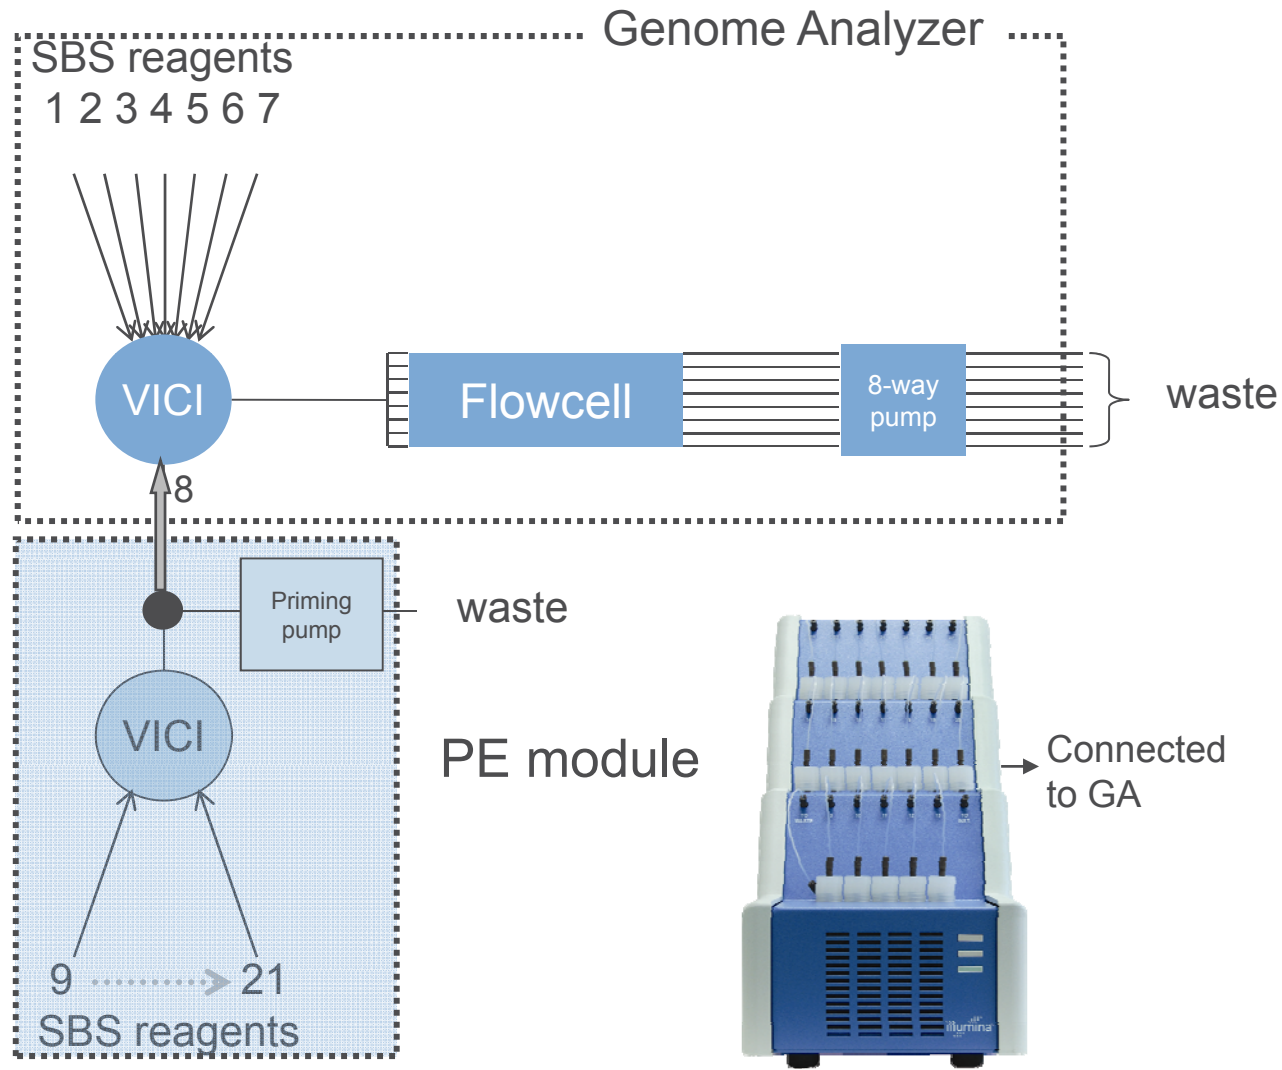 Genome Analyzer
SBS reagents
1 2 3 4 5 6 7
VICI
Flowcell
8-way
pump
waste
8
Priming
pump
waste
VICI
PE module
Connected
to GA
9
21
SBS reagents
illumina